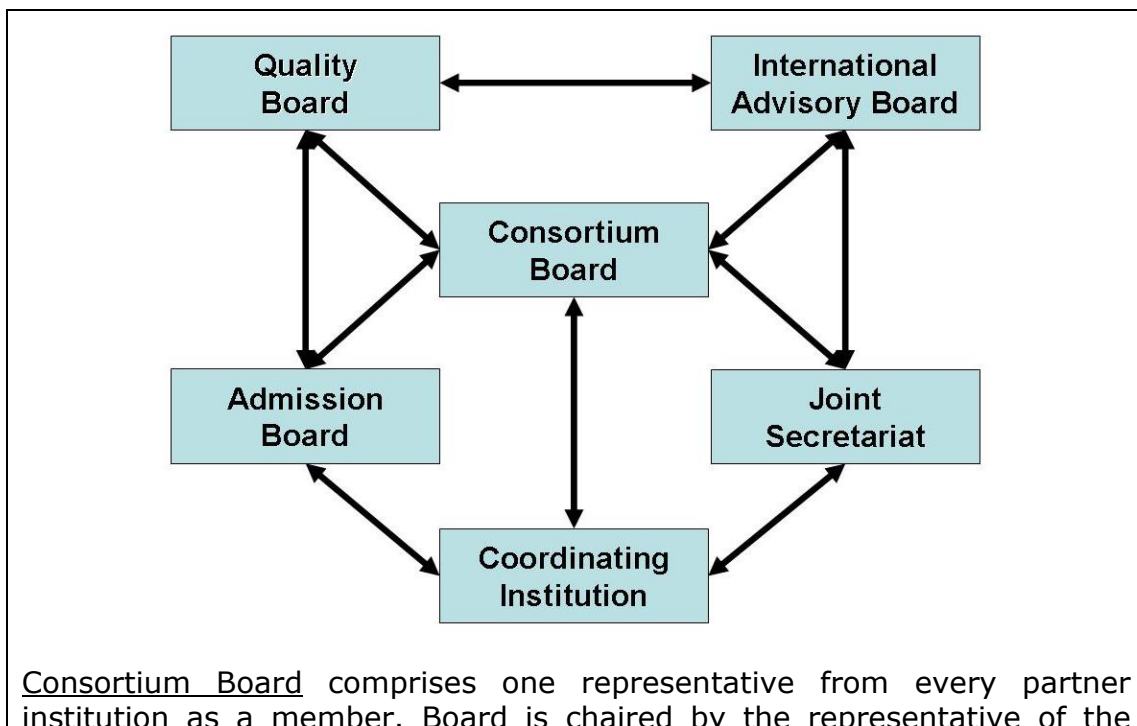 Quality
Board
International
Advisory Board
Consortium
Board
Admission
Board
Joint
Secretariat
Coordinating
Institution
Consortium Board comprises one representative from every partner
institution as a member. Board is chaired by the representative of the